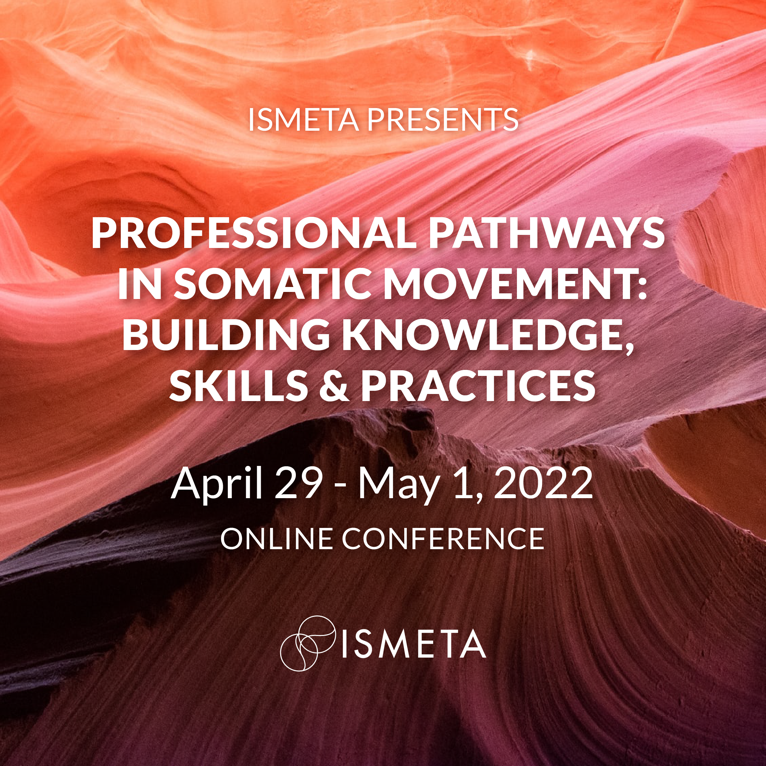 ISMETA PRESENTS
PROFESSIONAL PATHWAYS
IN SOMATIC MOVEMENT:
BUILDING KNOWLEDGE,
SKILLS & PRACTICES
April 29 - May 1, 2022
ONLINE CONFERENCE
ISMETA